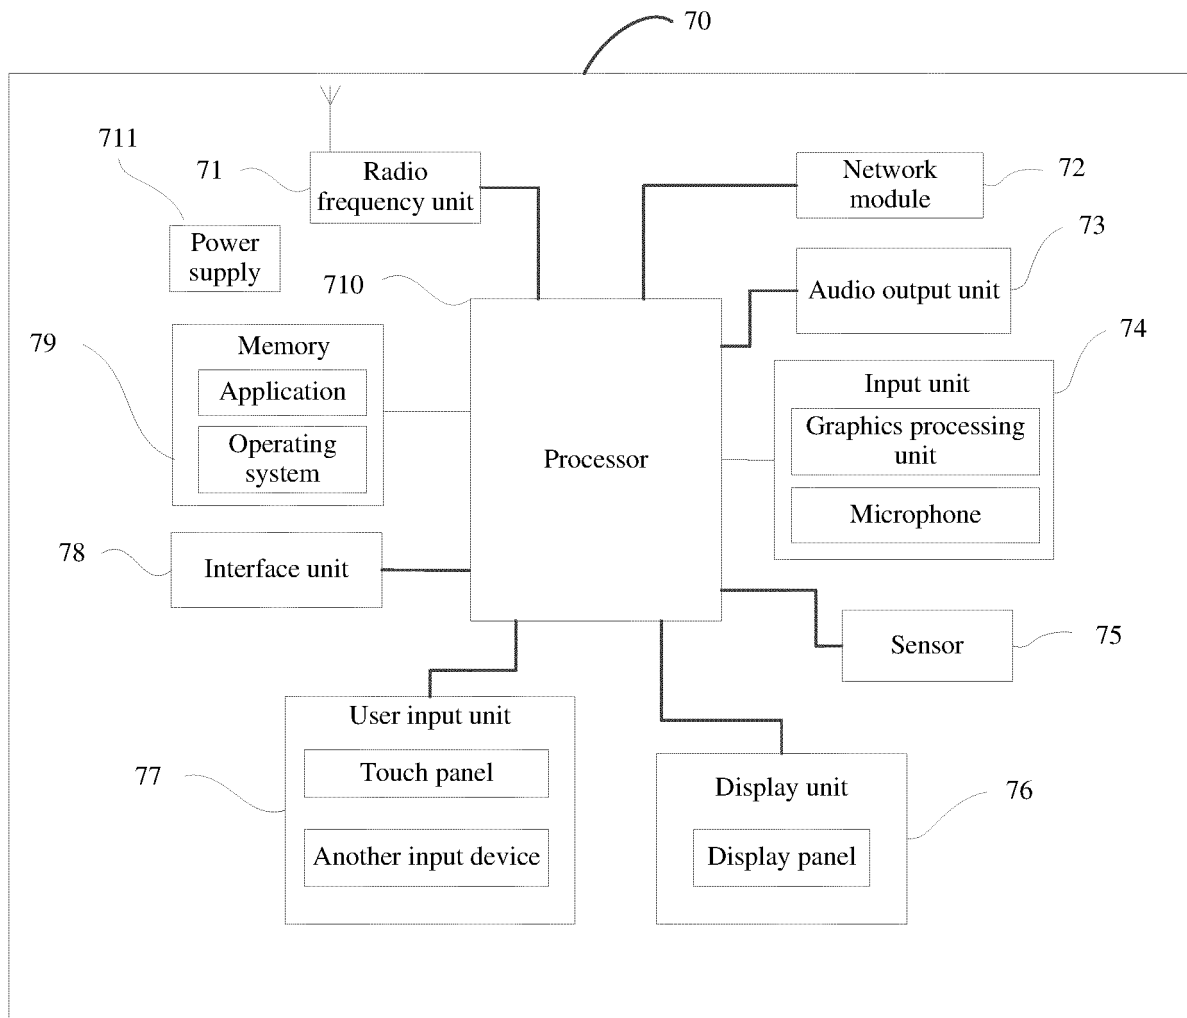 70
711
71
Radio
frequency unit
Network
module
72
Power
supply
73
Audio output unit
710
79
Memory
Application
Operating
system
Processor
74
Input unit
Graphics processing
unit
Microphone
78
Interface unit
Sensor
75
77
User input unit
Touch panel
Another input device
Display unit
76
Display panel